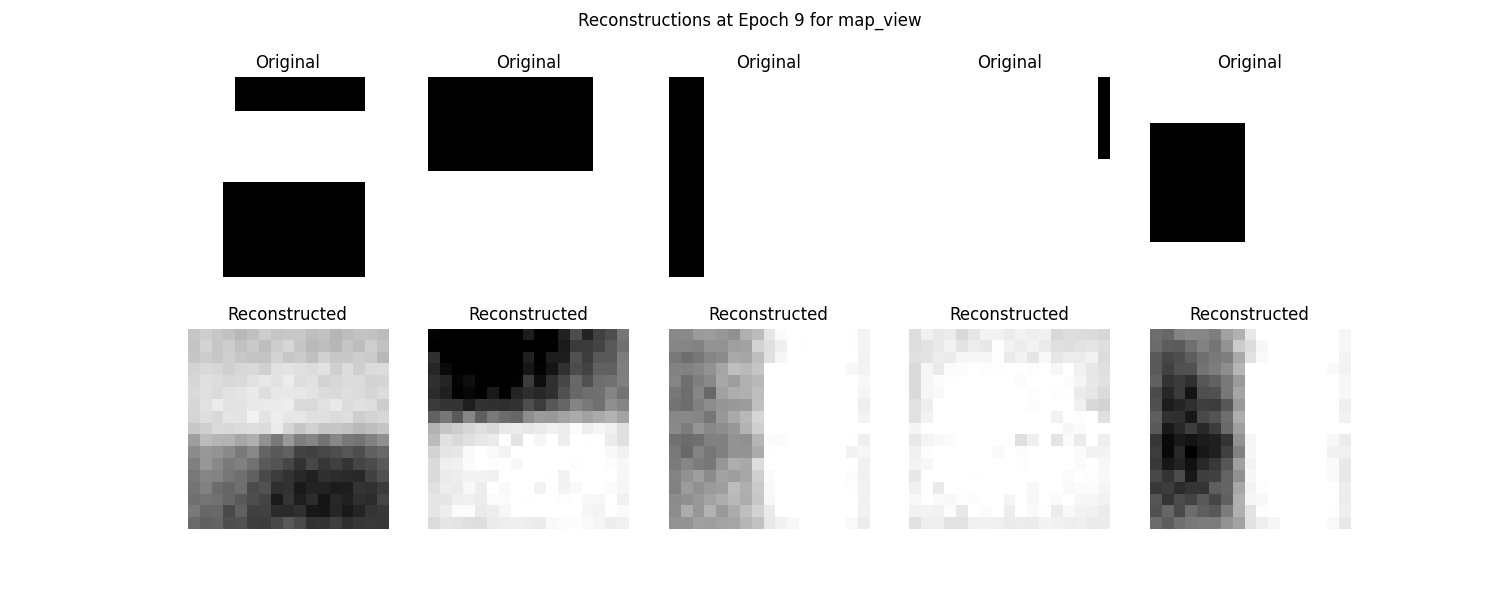 Reconstructions at Epoch 9 for map_view
Original Original Original Original Original
Reconstructed Reconstructed Reconstructed Reconstructed Reconstructed